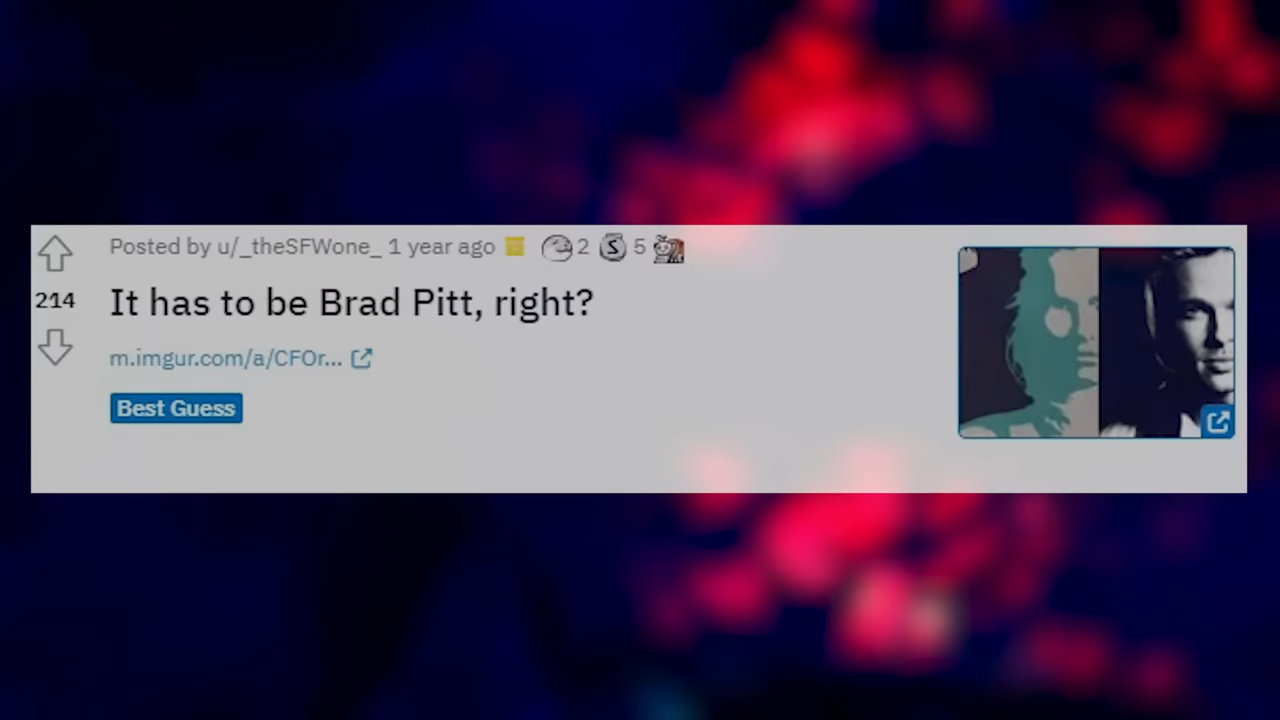 Posted by u/_theSFWone_ 1 year ago 2 S 5
214
It has to be Brad Pitt, right?
m.imgur.com/a/CFOr...
Best Guess